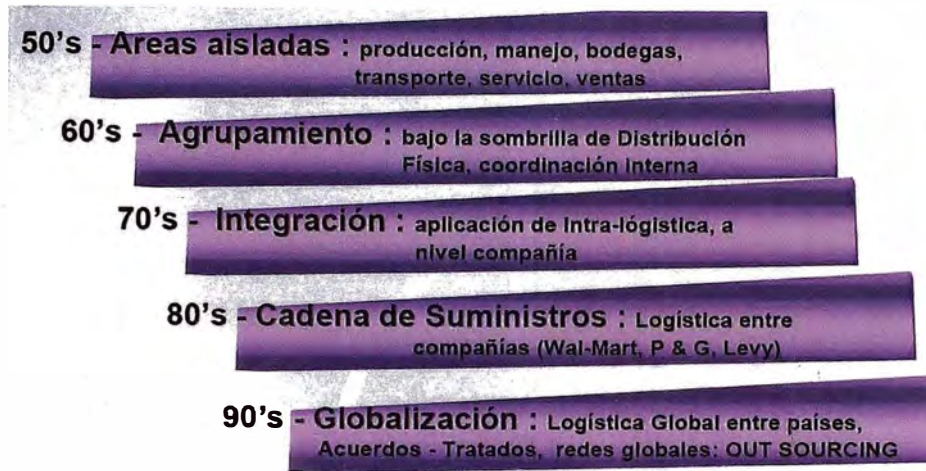 50's - Areas aisladas : producción, manejo, bodegas,
transporte, servicio, ventas
60's - Agrupamiento : bajo la sombrilla de Distribución
Física, coordinación interna
70's - Integración : aplicación de Intra-lógistica, a
nivel compañía
80's - Cadena de Suministros : Logística entre
compañías (Wal-Mart, P & G, Levy)
90's - Globalización : Logística Global entre países,
Acuerdos - Tratados, redes globales: OUT SOURCING